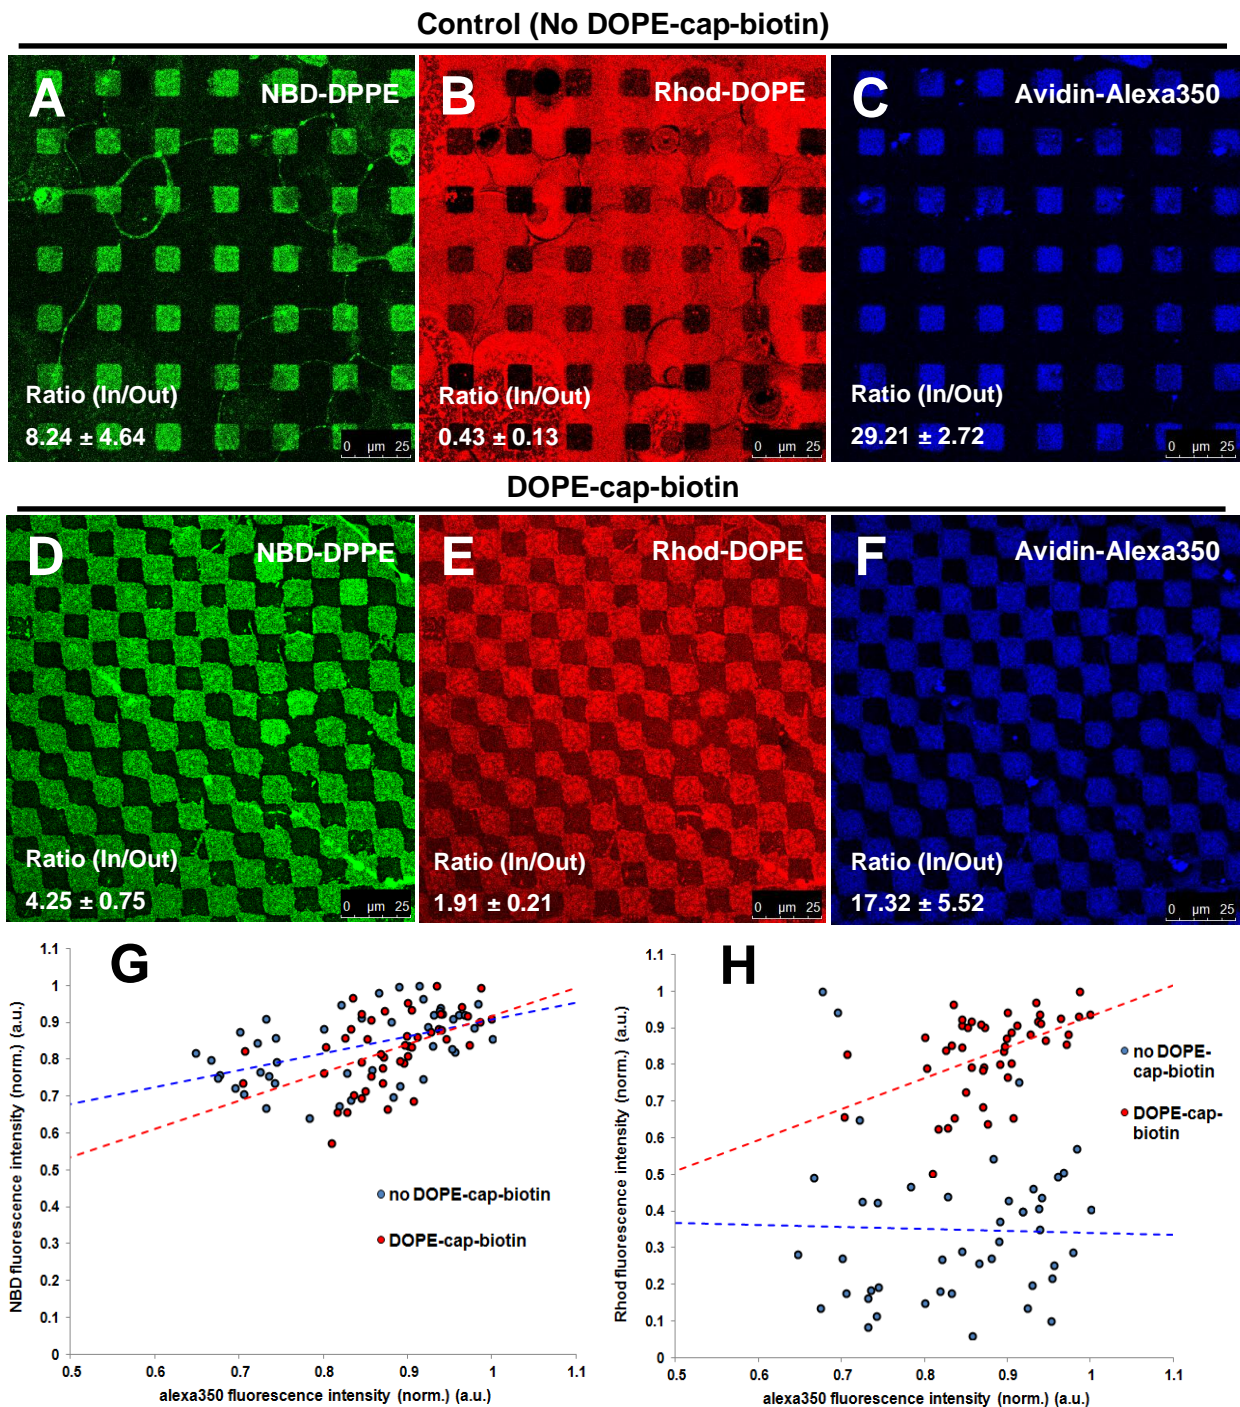 Control (No DOPE-cap-biotin)
A
NBD-DPPE
B
Rhod-DOPE
C
Avidin-Alexa350
Ratio (In/Out)
8.24 ± 4.64
0 µm 25
Ratio (In/Out)
0.43 ± 0.13
0 µm 25
Ratio (In/Out)
29.21 ± 2.72
0 µm 25
DOPE-cap-biotin
D
NBD-DPPE
E
Rhod-DOPE
F
Avidin-Alexa350
Ratio (In/Out)
4.25 ± 0.75
0 µm 25
Ratio (In/Out)
1.91 ± 0.21
0 µm 25
Ratio (In/Out)
17.32 ± 5.52
0 µm 25
G
NBD fluorescence intensity (norm.) (a.u.)
1.1
1
0.9
0.8
0.7
0.6
0.5
0.4
0.3
0.2
0.1
0
no DOPE-cap-biotin
DOPE-cap-biotin
0.5 0.6 0.7 0.8 0.9 1 1.1
alexa350 fluorescence intensity (norm.) (a.u.)
H
Rhod fluorescence intensity (norm.) (a.u.)
1.1
1
0.9
0.8
0.7
0.6
0.5
0.4
0.3
0.2
0.1
0
no DOPE-
cap-biotin
DOPE-cap-
biotin
0.5 0.6 0.7 0.8 0.9 1 1.1
alexa350 fluorescence intensity (norm.) (a.u.)